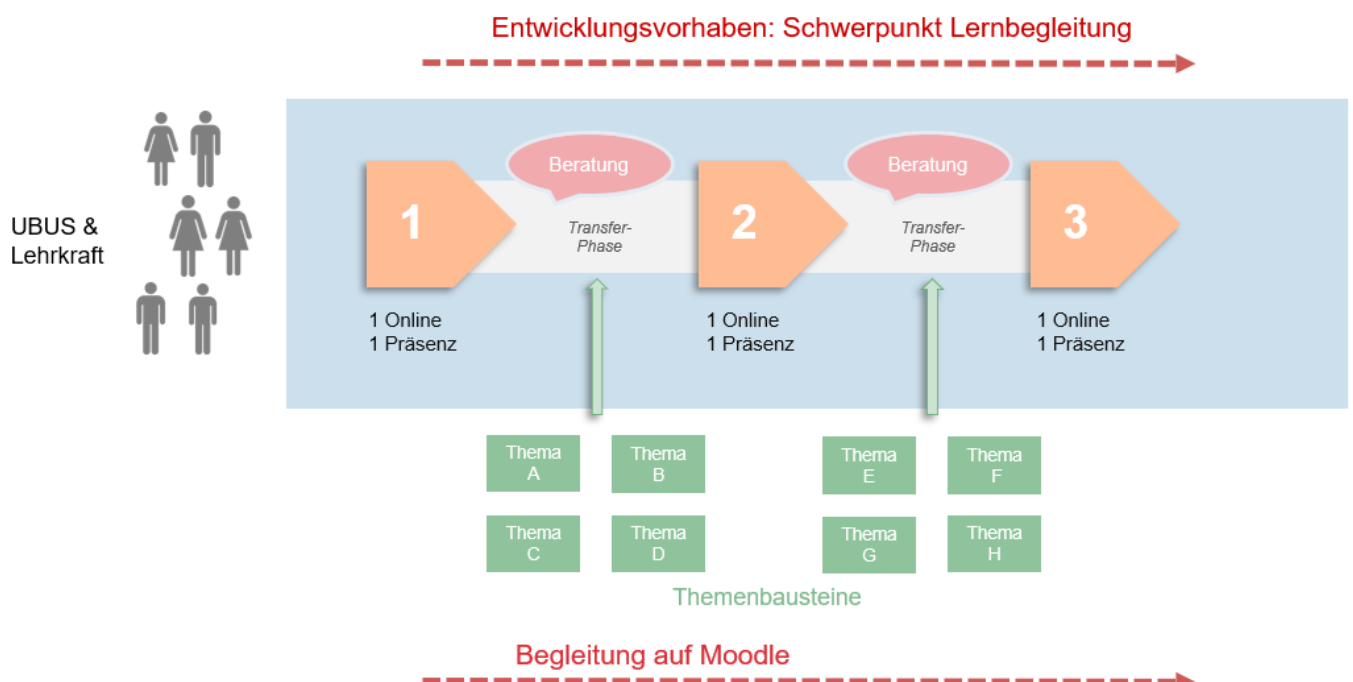 Entwicklungsvorhaben: Schwerpunkt Lernbegleitung
UBUS &
Lehrkraft
1
Beratung
Transfer-
Phase
2
Beratung
Transfer-
Phase
3
1 Online
1 Präsenz
1 Online
1 Präsenz
1 Online
1 Präsenz
Thema
A
Thema
B
Thema
C
Thema
D
Thema
E
Thema
F
Thema
G
Thema
H
Themenbausteine
Begleitung auf Moodle